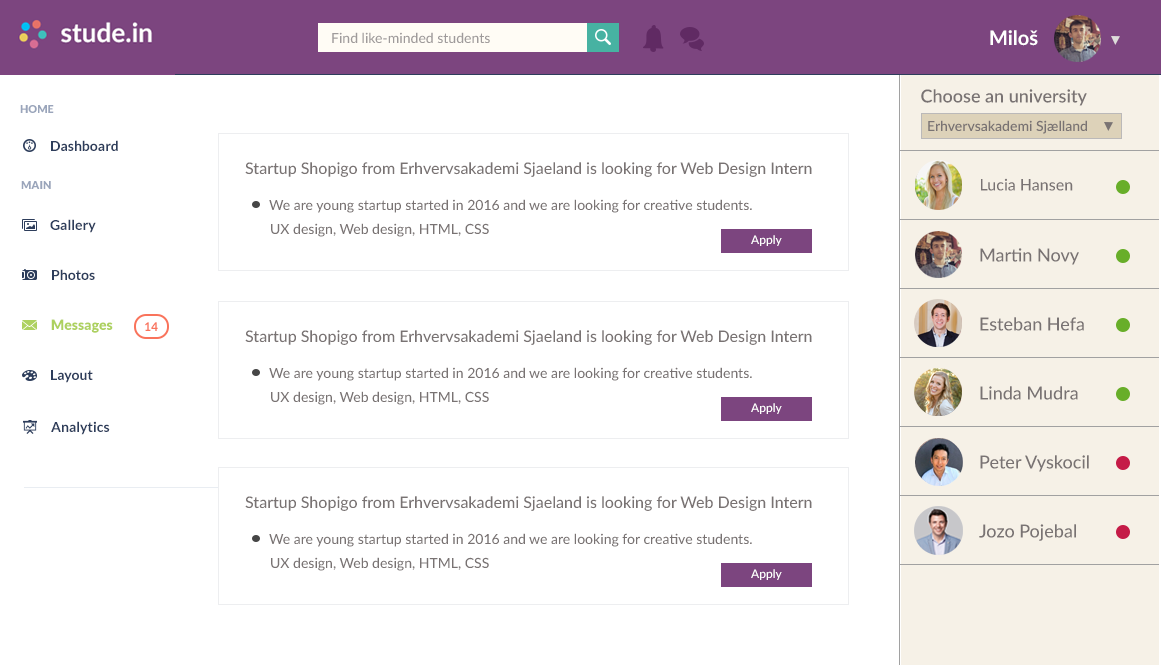 stude.in
Find like-minded students
Miloš
HOME
Dashboard
MAIN
Gallery
Photos
Messages 14
Layout
Analytics
Startup Shopigo from Erhvervsakademi Sjaeland is looking for Web Design Intern
We are young startup started in 2016 and we are looking for creative students.
UX design, Web design, HTML, CSS
Apply
Startup Shopigo from Erhvervsakademi Sjaeland is looking for Web Design Intern
We are young startup started in 2016 and we are looking for creative students.
UX design, Web design, HTML, CSS
Apply
Startup Shopigo from Erhvervsakademi Sjaeland is looking for Web Design Intern
We are young startup started in 2016 and we are looking for creative students.
UX design, Web design, HTML, CSS
Apply
Choose an university
Erhvervsakademi Sjælland
Lucia Hansen
Martin Novy
Esteban Hefa
Linda Mudra
Peter Vyskocil
Jozo Pojebal